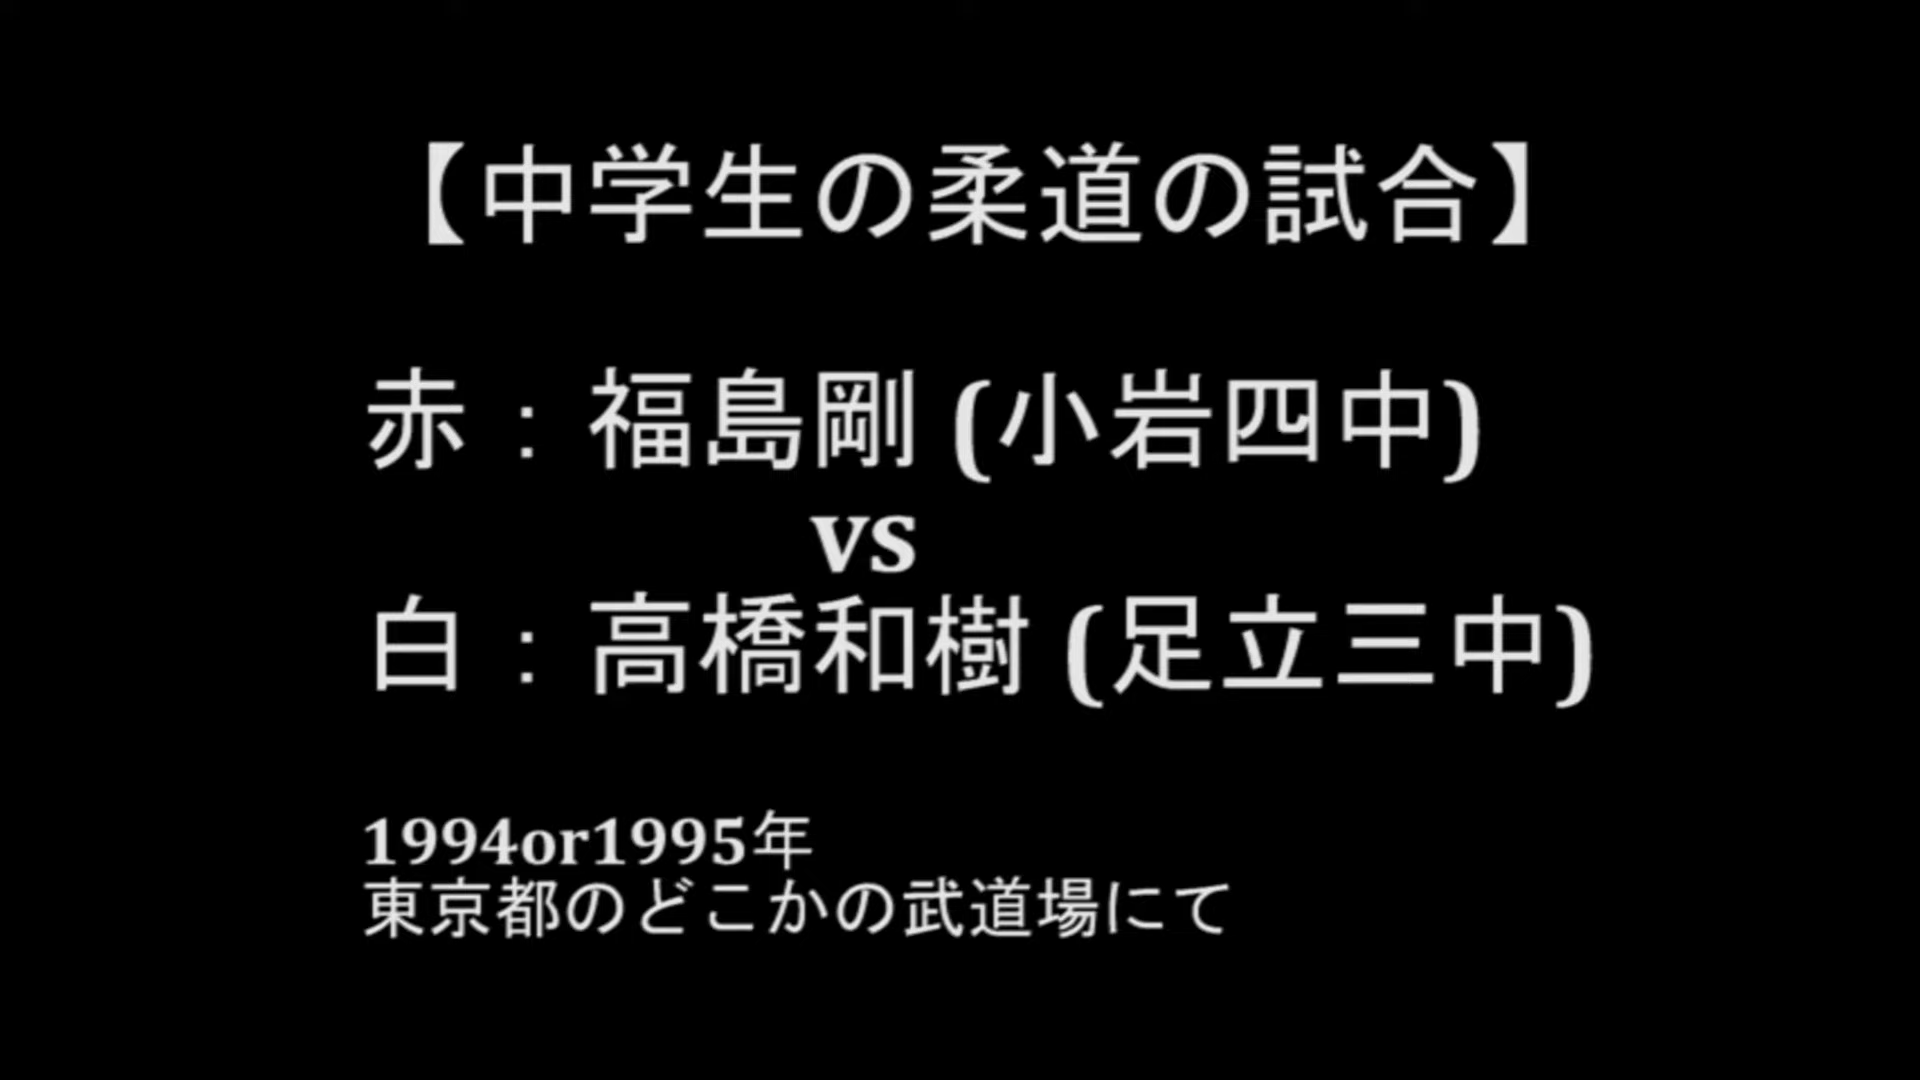 【中学生の柔道の試合】
赤：福島剛 (小岩四中)
vs
白：高橋和樹 (足立三中)
1994or1995年
東京都のどこかの武道場にて